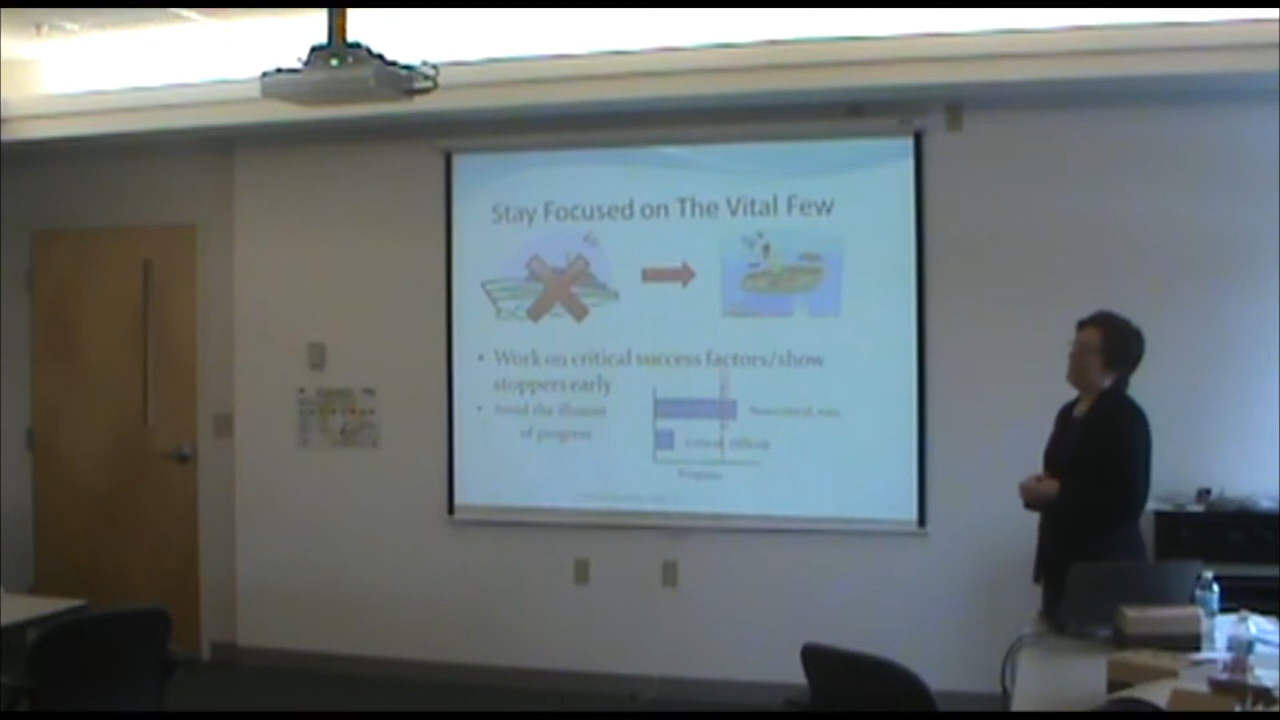 Stay Focused on The Vital Few
• Work on critical success factors/show
stoppers early
• Avoid the illusion
of progress
Progress